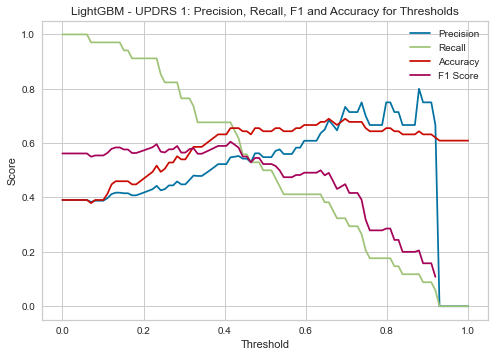 LightGBM - UPDRS 1: Precision, Recall, F1 and Accuracy for Thresholds
Precision
Recall
Accuracy
F1 Score
1.0
0.8
0.6
0.4
0.2
0.0
Score
0.0 0.2 0.4 0.6 0.8 1.0
Threshold